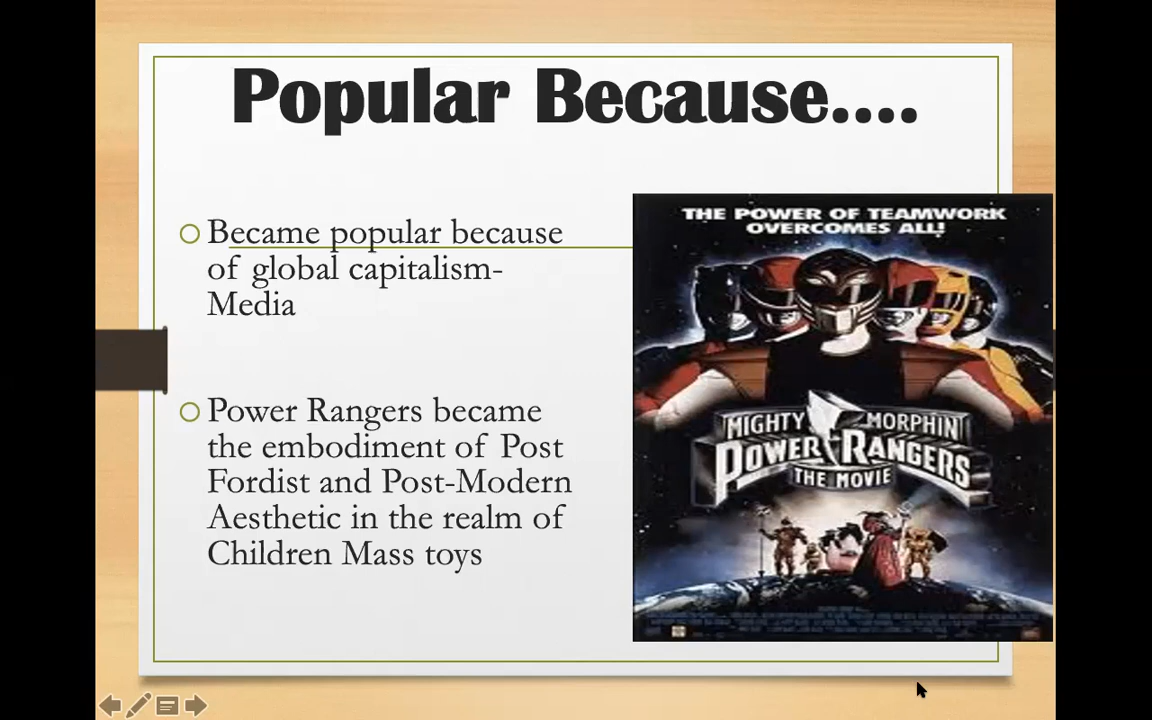 Popular Because....
Became popular because
of global capitalism-
Media
Power Rangers became
the embodiment of Post
Fordist and Post-Modern
Aesthetic in the realm of
Children Mass toys
THE POWER OF TEAMWORK
OVERCOMES ALL!
MIGHTY MORPHIN
POWER RANGERS
THE MOVIE